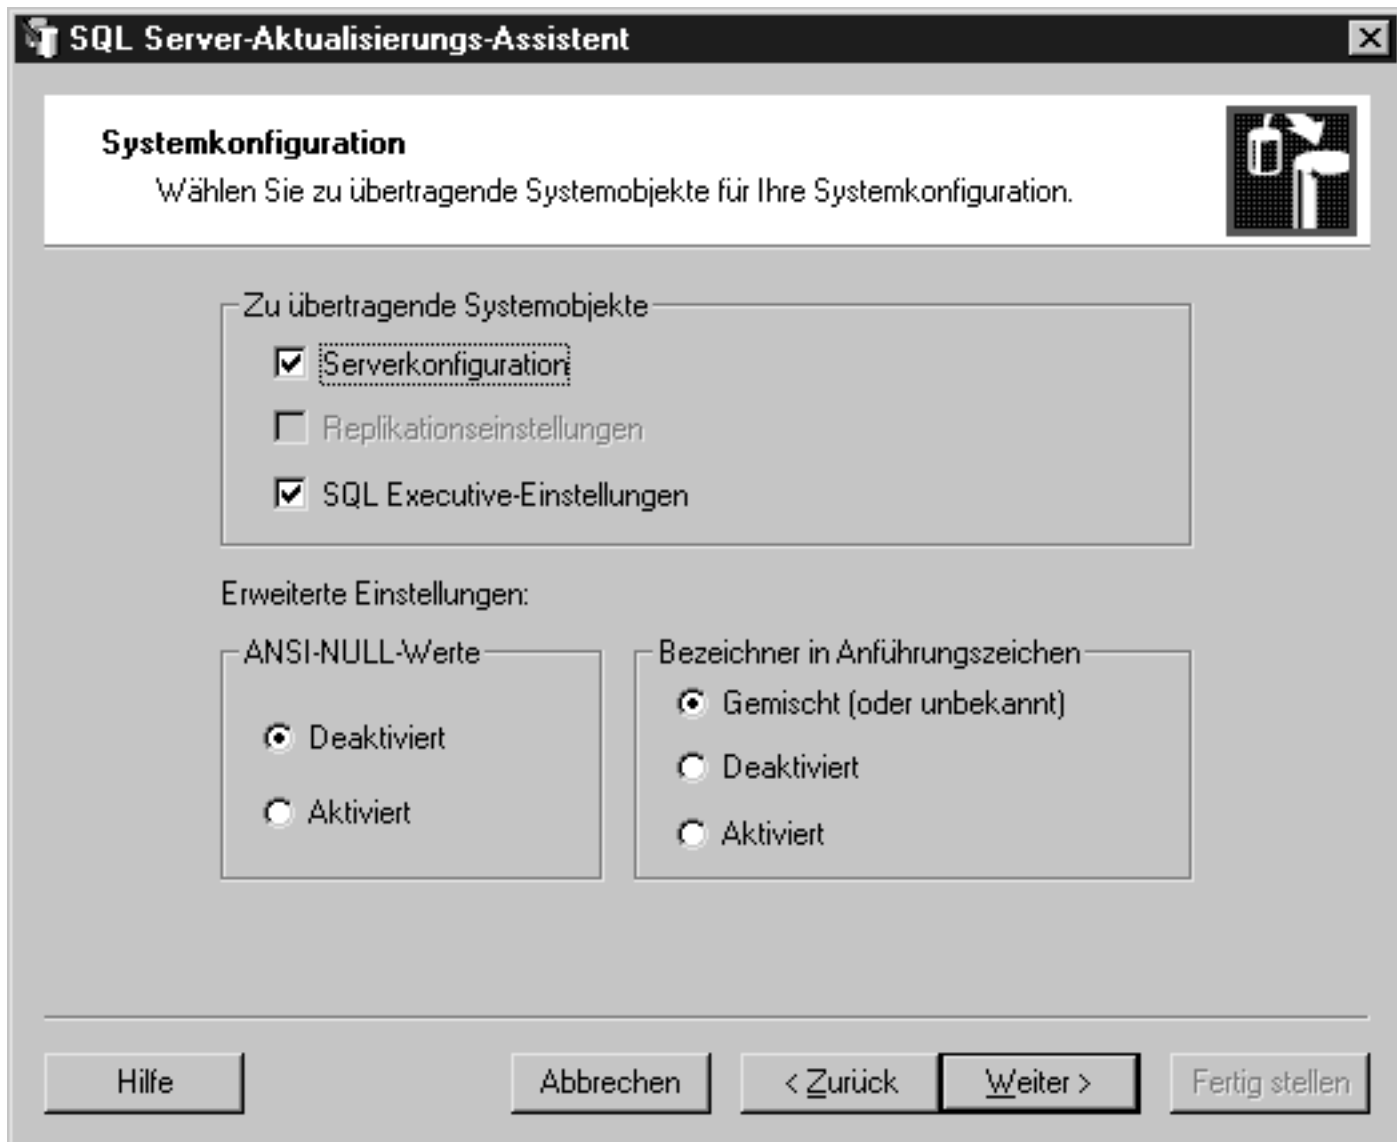 SQL Server-Aktualisierungs-Assistent
Systemkonfiguration
Wählen Sie zu übertragende Systemobjekte für Ihre Systemkonfiguration.
Zu übertragende Systemobjekte
Serverkonfiguration
Replikationseinstellungen
SQL Executive-Einstellungen
Erweiterte Einstellungen:
ANSI-NULL-Werte
Deaktiviert
Aktiviert
Bezeichner in Anführungszeichen
Gemischt (oder unbekannt)
Deaktiviert
Aktiviert
Hilfe
Abbrechen
< Zurück
Weiter >
Fertig stellen